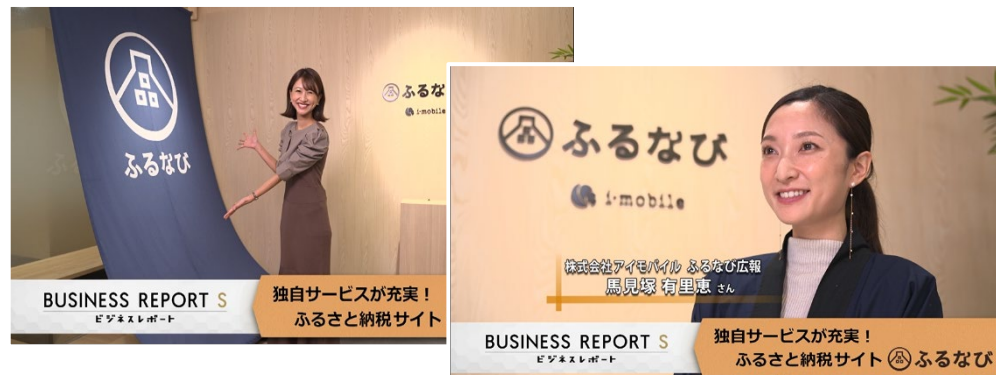 ふるなび
ふるな
i-mobile
BUSINESS REPORT S
ビジネスレポート
独自サービスが充実！
ふるさと納税サイト
ふるなび
i-mobile
株式会社アイモバイル ふるなび広報
馬見塚 有里恵 さん
BUSINESS REPORT S
ビジネスレポート
独自サービスが充実！
ふるさと納税サイト ふるなび